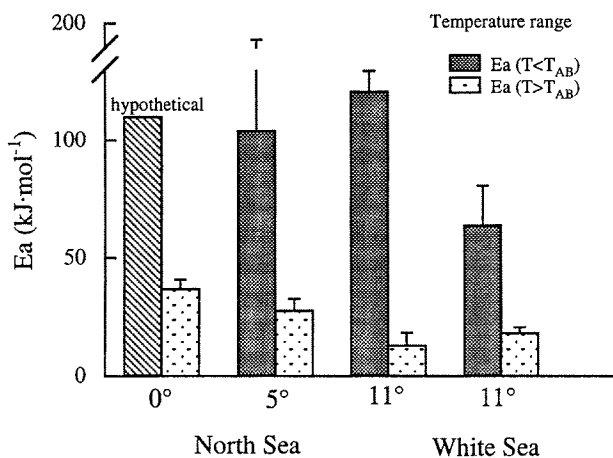 200
100
50
0
Ea (kJ·mol⁻¹)
hypothetical
Temperature range
Ea (T<T_AB)
Ea (T>T_AB)
0° 5° 11° 11°
North Sea White Sea